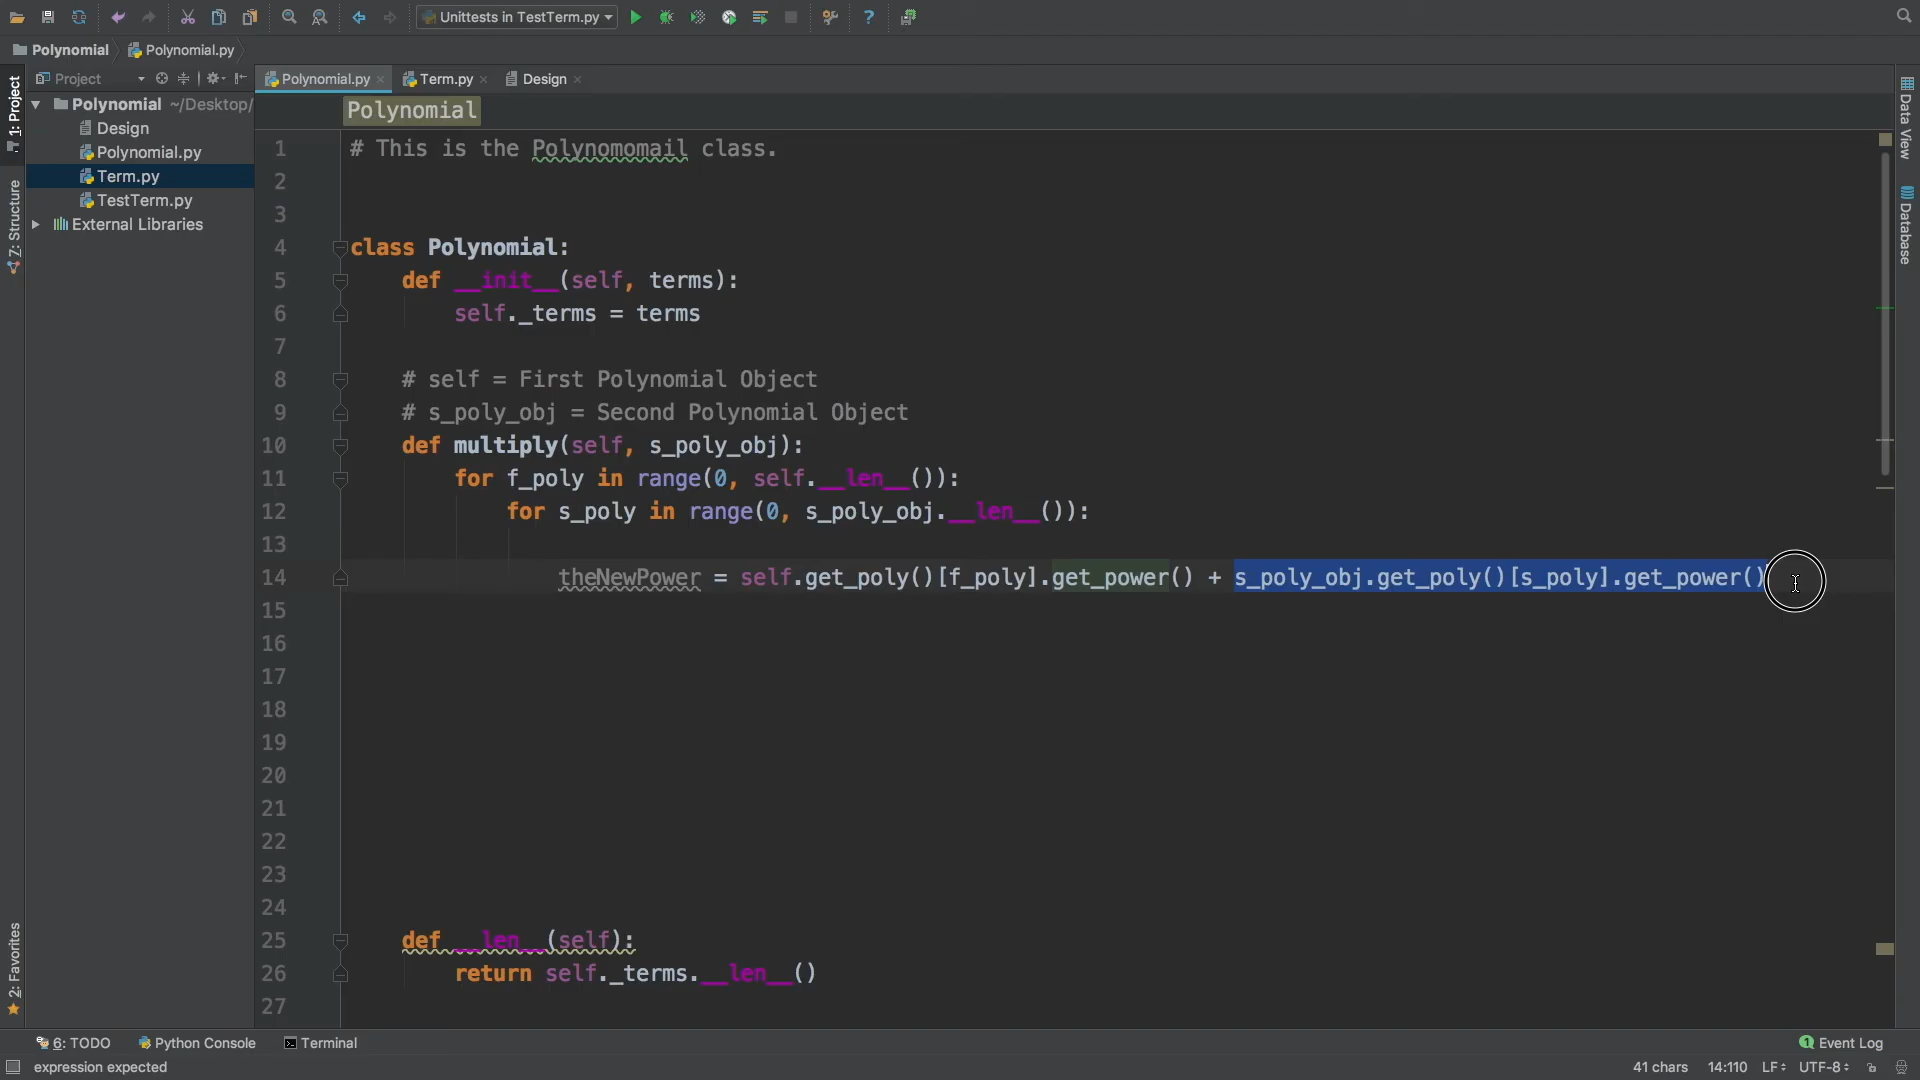 Unittests in TestTerm.py
Polynomial
Polynomial.py
1: Project
Project
Polynomial.py
Term.py
Design
Polynomial ~/Desktop/
Design
Polynomial.py
Term.py
TestTerm.py
External Libraries
7: Structure
2: Favorites
Data View
Database
Polynomial
1 # This is the Polynomomail class.
2
3
4 class Polynomial:
5 def __init__(self, terms):
6 self._terms = terms
7
8 # self = First Polynomial Object
9 # s_poly_obj = Second Polynomial Object
10 def multiply(self, s_poly_obj):
11 for f_poly in range(0, self.__len__()):
12 for s_poly in range(0, s_poly_obj.__len__()):
13
14 theNewPower = self.get_poly()[f_poly].get_power() + s_poly_obj.get_poly()[s_poly].get_power()
15
16
17
18
19
20
21
22
23
24
25 def __len__(self):
26 return self._terms.__len__()
27
6: TODO
Python Console
Terminal
1 Event Log
expression expected
41 chars
14:110
LF
UTF-8